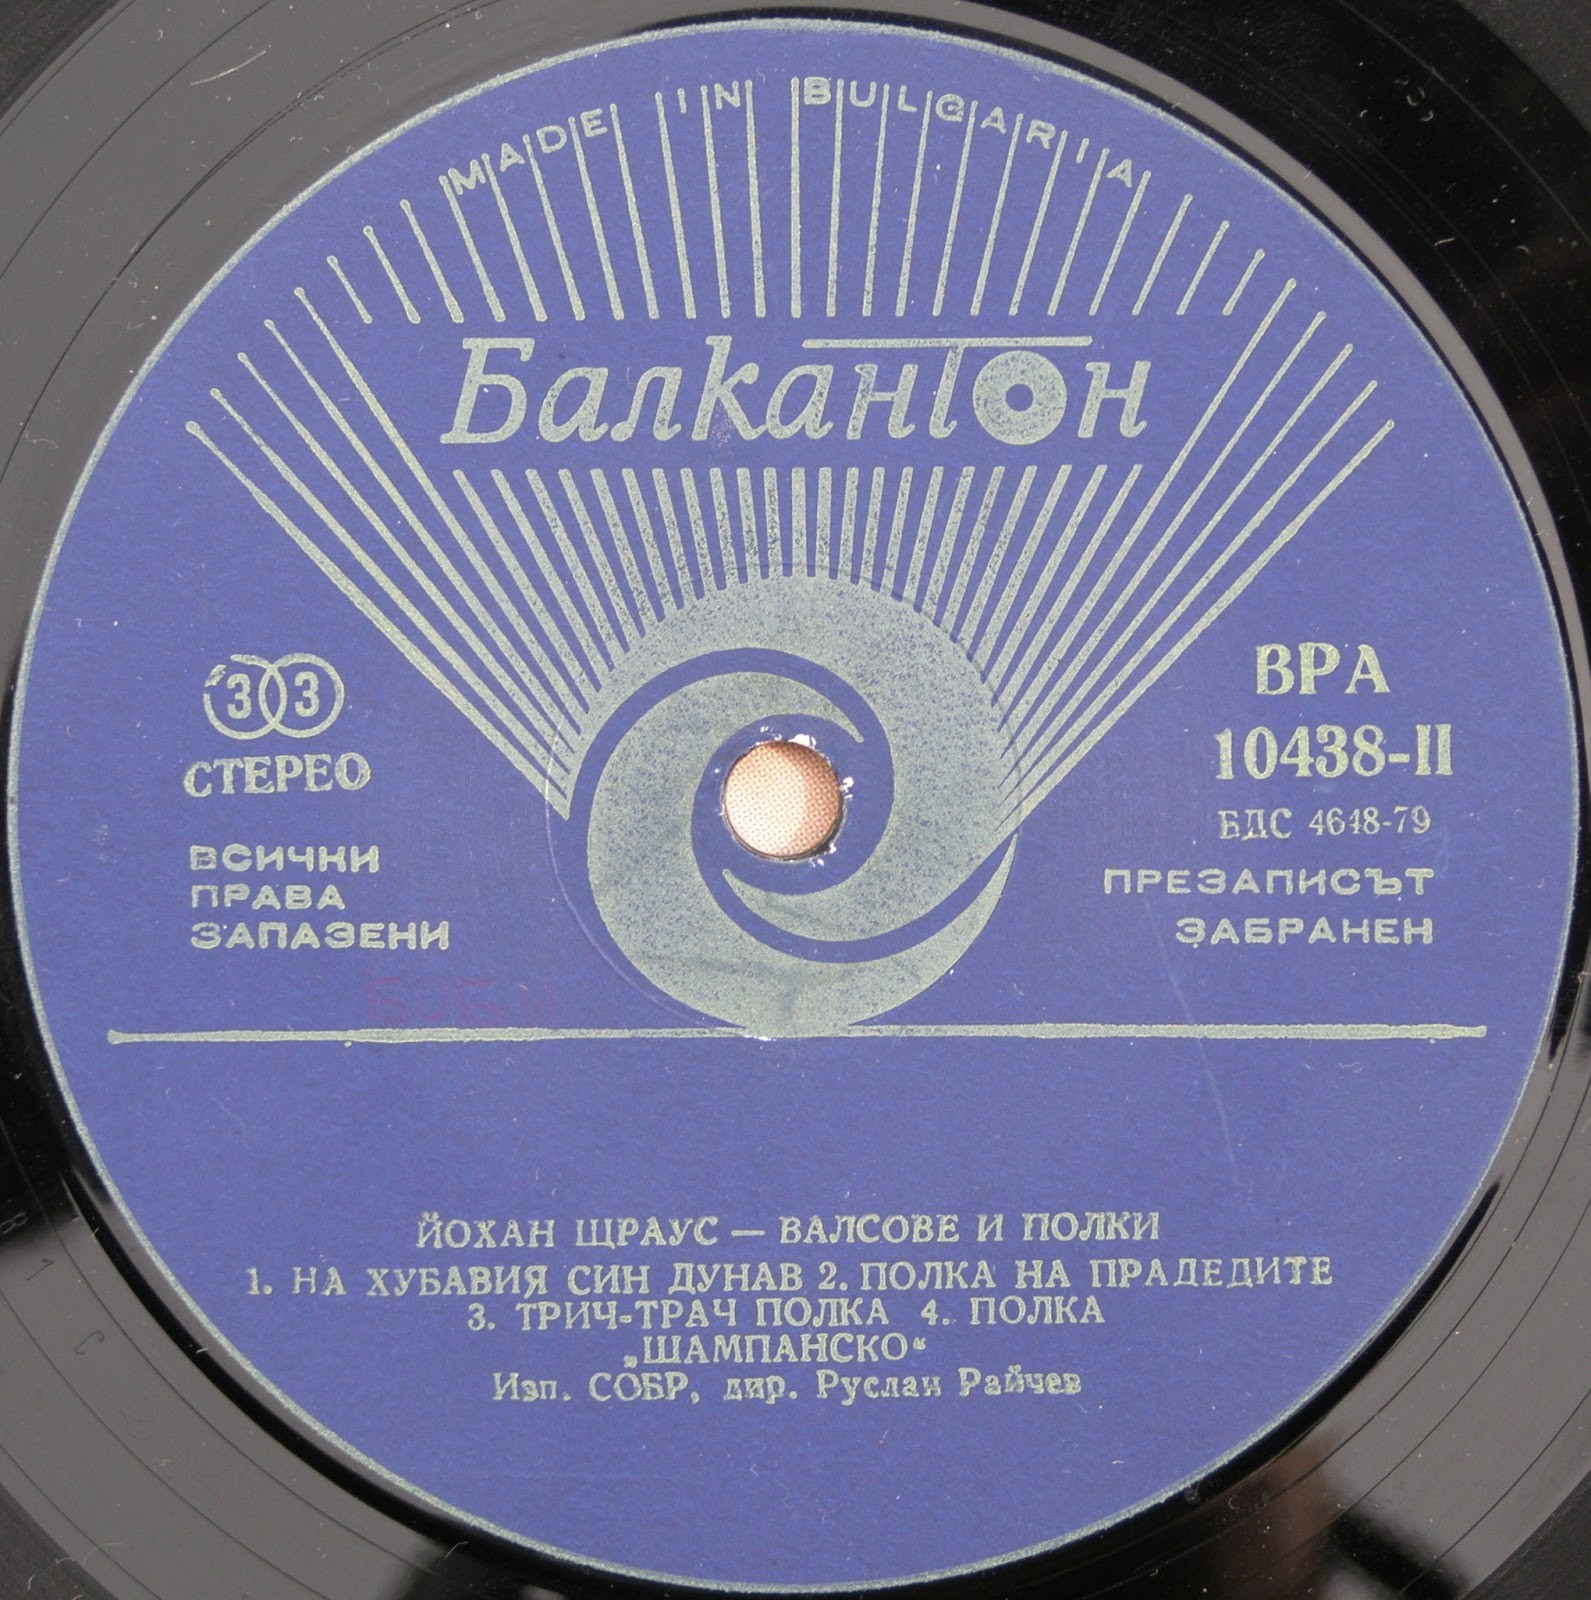 MADE IN BULGARIA
Балкантон
33
СТЕРЕО
ВСИЧКИ
ПРАВА
ЗАПАЗЕНИ
ВРА
10438-II
БДС 4648-79
ПРЕЗАПИСЪТ
ЗАБРАНЕН
ЙОХАН ЩРАУС — ВАЛСОВЕ И ПОЛКИ
1. НА ХУБАВИЯ СИН ДУНАВ 2. ПОЛКА НА ПРАДЕДИТЕ
3. ТРИЧ-ТРАЧ ПОЛКА 4. ПОЛКА
„ШАМПАНСКО“
Изп. СОБР, дир. Руслан Райчев